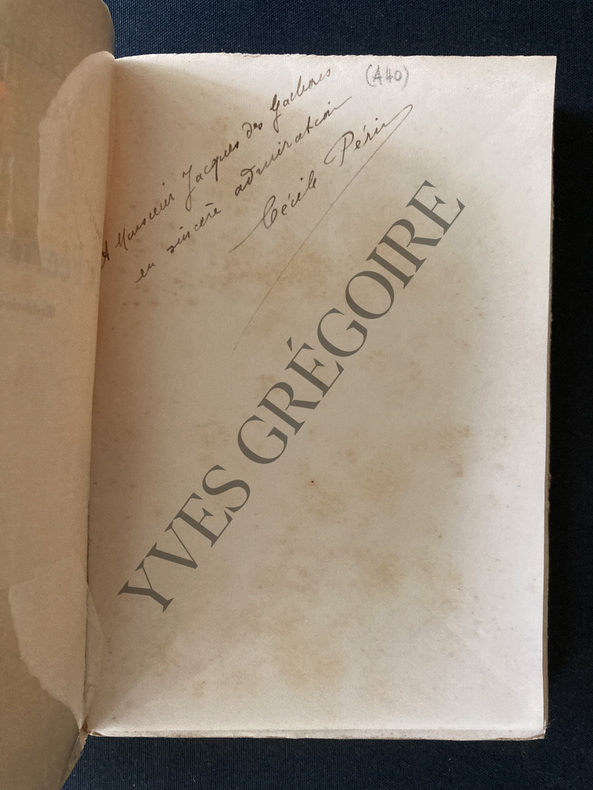 (A40)
A Monsieur Jacques des Gachons
en sincère admiration
Cécile Périn
YVES GRÉGOIRE